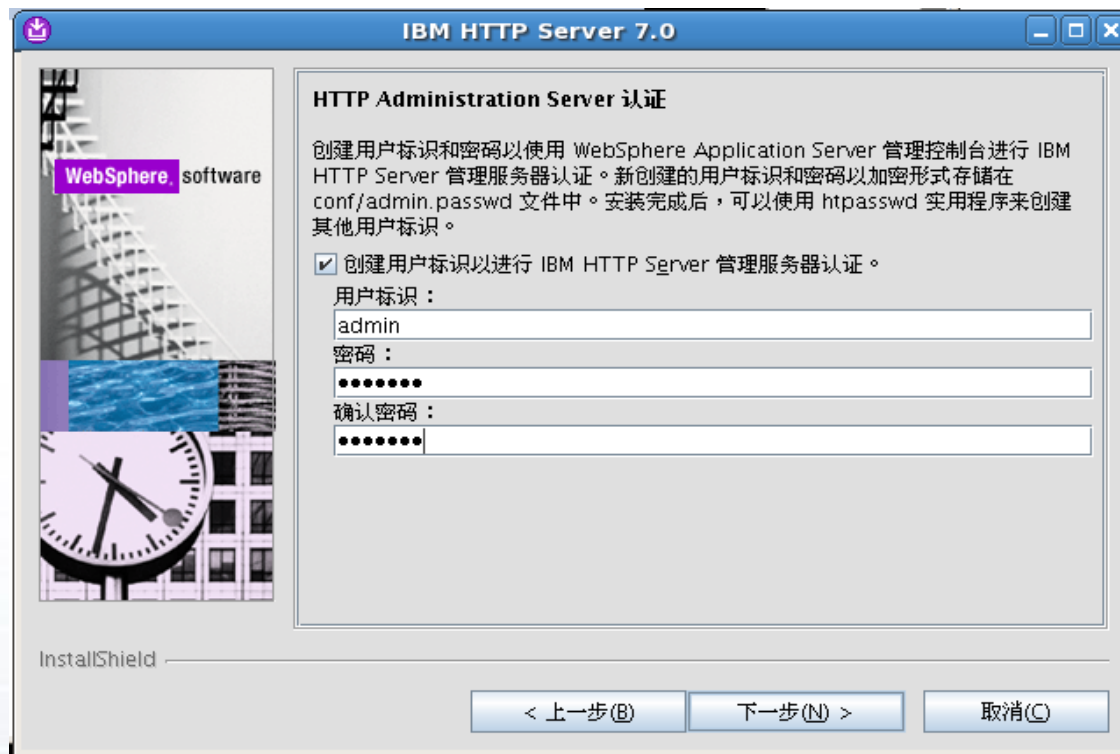 IBM HTTP Server 7.0
WebSphere software
HTTP Administration Server 认证
创建用户标识和密码以使用 WebSphere Application Server 管理控制台进行 IBM
HTTP Server 管理服务器认证。新创建的用户标识和密码以加密形式存储在
conf/admin.passwd 文件中。安装完成后，可以使用 htpasswd 实用程序来创建
其他用户标识。
创建用户标识以进行 IBM HTTP Server 管理服务器认证。
用户标识：
admin
密码：
•••••••
确认密码：
•••••••
InstallShield
< 上一步(B)
下一步(N) >
取消(C)